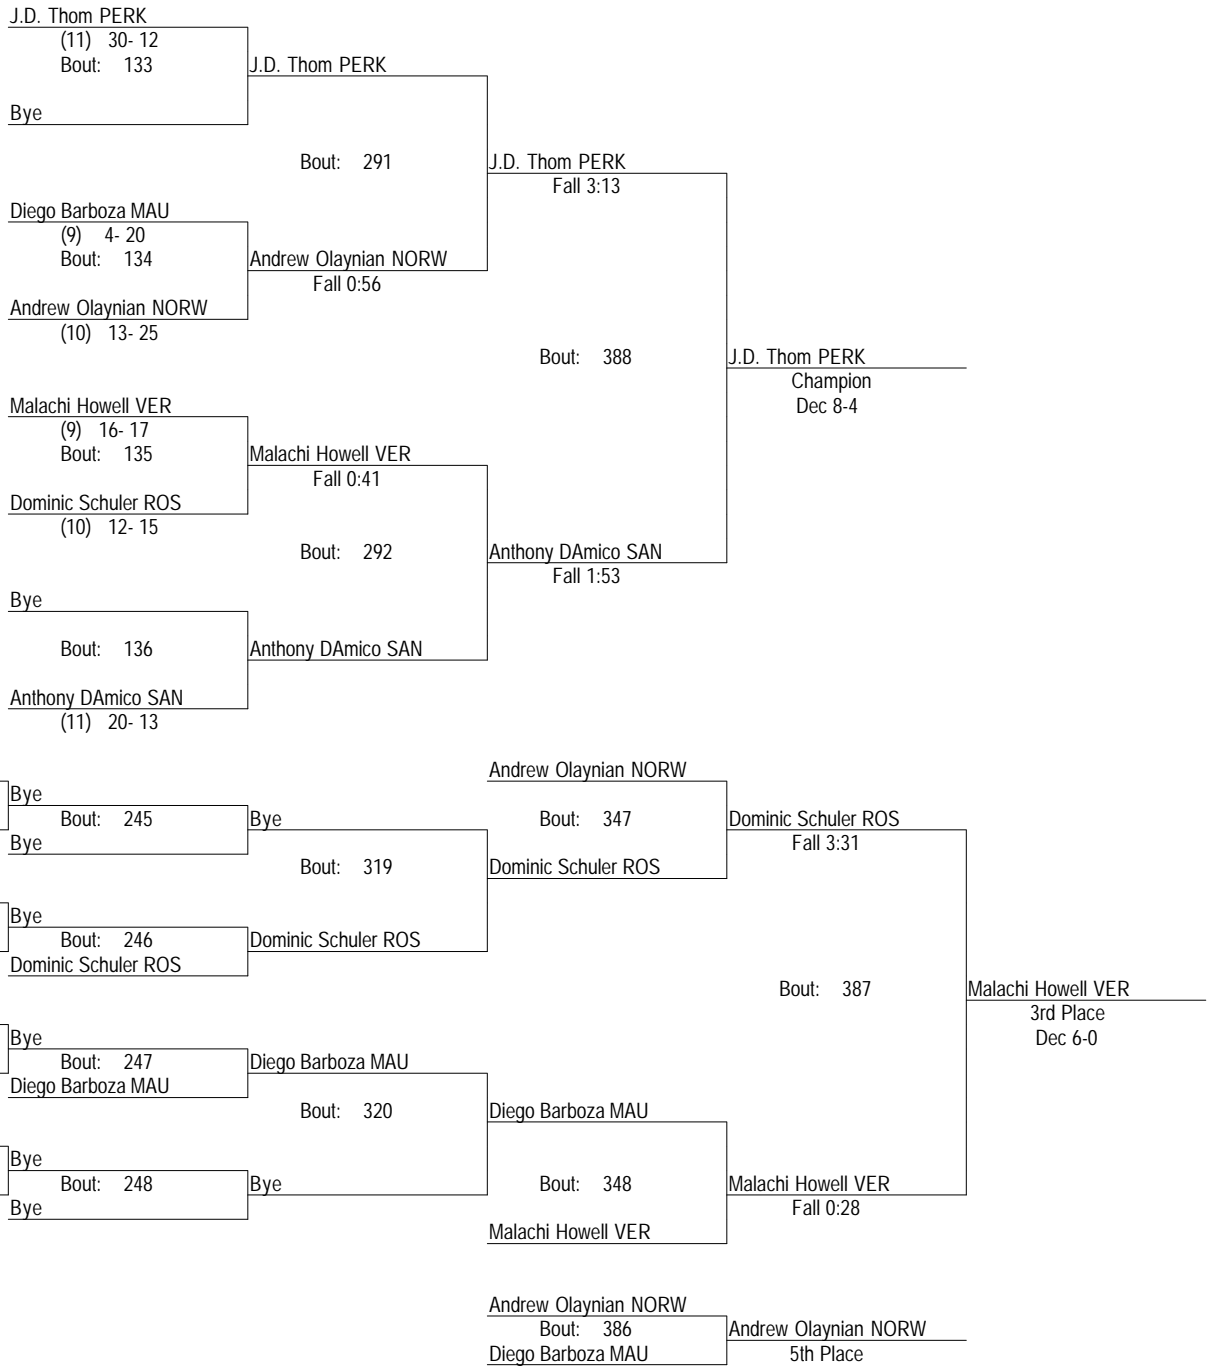 J.D. Thom PERK
(11) 30- 12
Bout: 133
J.D. Thom PERK
Bye
Bout: 291
J.D. Thom PERK
Fall 3:13
Diego Barboza MAU
(9) 4- 20
Bout: 134
Andrew Olaynian NORW
Fall 0:56
Andrew Olaynian NORW
(10) 13- 25
Bout: 388
J.D. Thom PERK
Champion
Dec 8-4
Malachi Howell VER
(9) 16- 17
Bout: 135
Malachi Howell VER
Fall 0:41
Dominic Schuler ROS
(10) 12- 15
Bout: 292
Anthony DAmico SAN
Fall 1:53
Bye
Bout: 136
Anthony DAmico SAN
Anthony DAmico SAN
(11) 20- 13
Andrew Olaynian NORW
Bye
Bout: 245
Bye
Bout: 347
Dominic Schuler ROS
Fall 3:31
Bye
Bout: 319
Dominic Schuler ROS
Bye
Bout: 246
Dominic Schuler ROS
Dominic Schuler ROS
Bout: 387
Malachi Howell VER
3rd Place
Dec 6-0
Bye
Bout: 247
Diego Barboza MAU
Diego Barboza MAU
Bout: 320
Diego Barboza MAU
Bye
Bout: 248
Bye
Bout: 348
Malachi Howell VER
Fall 0:28
Bye
Malachi Howell VER
Andrew Olaynian NORW
Bout: 386
Andrew Olaynian NORW
Diego Barboza MAU
5th Place